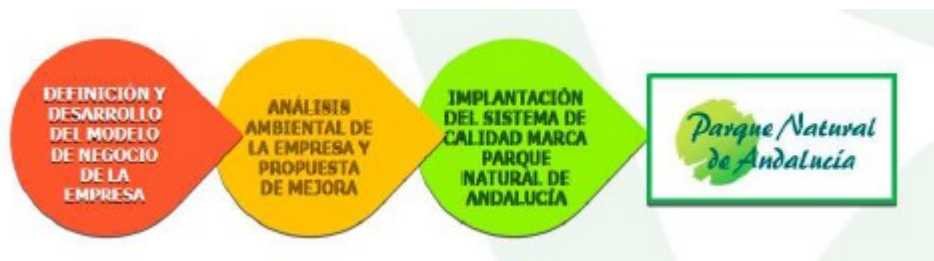 DEFINICIÓN Y
DESARROLLO
DEL MODELO
DE NEGOCIO
DE LA
EMPRESA
ANÁLISIS
AMBIENTAL DE
LA EMPRESA Y
PROPUESTA
DE MEJORA
IMPLANTACIÓN
DEL SISTEMA DE
CALIDAD MARCA
PARQUE
NATURAL DE
ANDALUCÍA
Parque Natural
de Andalucía